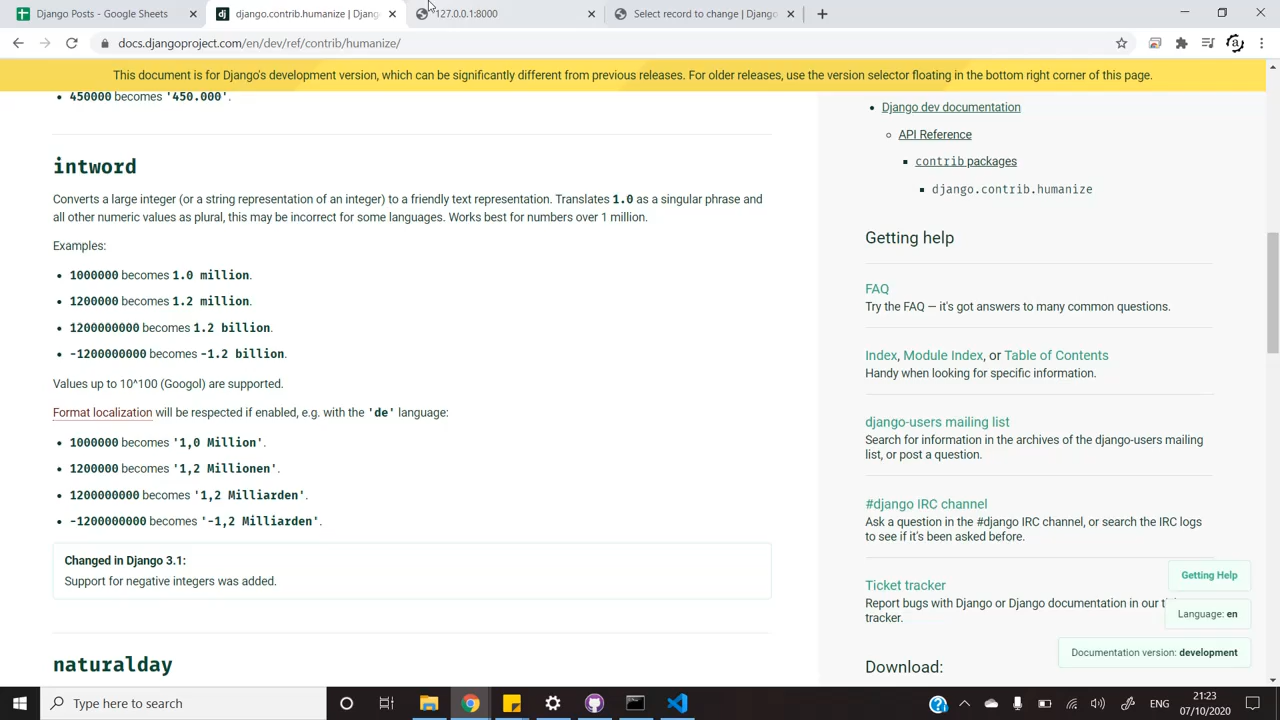 Django Posts - Google Sheets
django.contrib.humanize | Djang
127.0.0.1:8000
Select record to change | Django
docs.djangoproject.com/en/dev/ref/contrib/humanize/
This document is for Django's development version, which can be significantly different from previous releases. For older releases, use the version selector floating in the bottom right corner of this page.
450000 becomes '450.000'.
intword
Converts a large integer (or a string representation of an integer) to a friendly text representation. Translates 1.0 as a singular phrase and
all other numeric values as plural, this may be incorrect for some languages. Works best for numbers over 1 million.
Examples:
1000000 becomes 1.0 million.
1200000 becomes 1.2 million.
1200000000 becomes 1.2 billion.
-1200000000 becomes -1.2 billion.
Values up to 10^100 (Googol) are supported.
Format localization will be respected if enabled, e.g. with the 'de' language:
1000000 becomes '1,0 Million'.
1200000 becomes '1,2 Millionen'.
1200000000 becomes '1,2 Milliarden'.
-1200000000 becomes '-1,2 Milliarden'.
Changed in Django 3.1:
Support for negative integers was added.
naturalday
Django dev documentation
API Reference
contrib packages
django.contrib.humanize
Getting help
FAQ
Try the FAQ — it's got answers to many common questions.
Index, Module Index, or Table of Contents
Handy when looking for specific information.
django-users mailing list
Search for information in the archives of the django-users mailing
list, or post a question.
#django IRC channel
Ask a question in the #django IRC channel, or search the IRC logs
to see if it's been asked before.
Ticket tracker
Report bugs with Django or Django documentation in our ti
tracker.
Download:
Getting Help
Language: en
Documentation version: development
Type here to search
ENG
21:23
07/10/2020